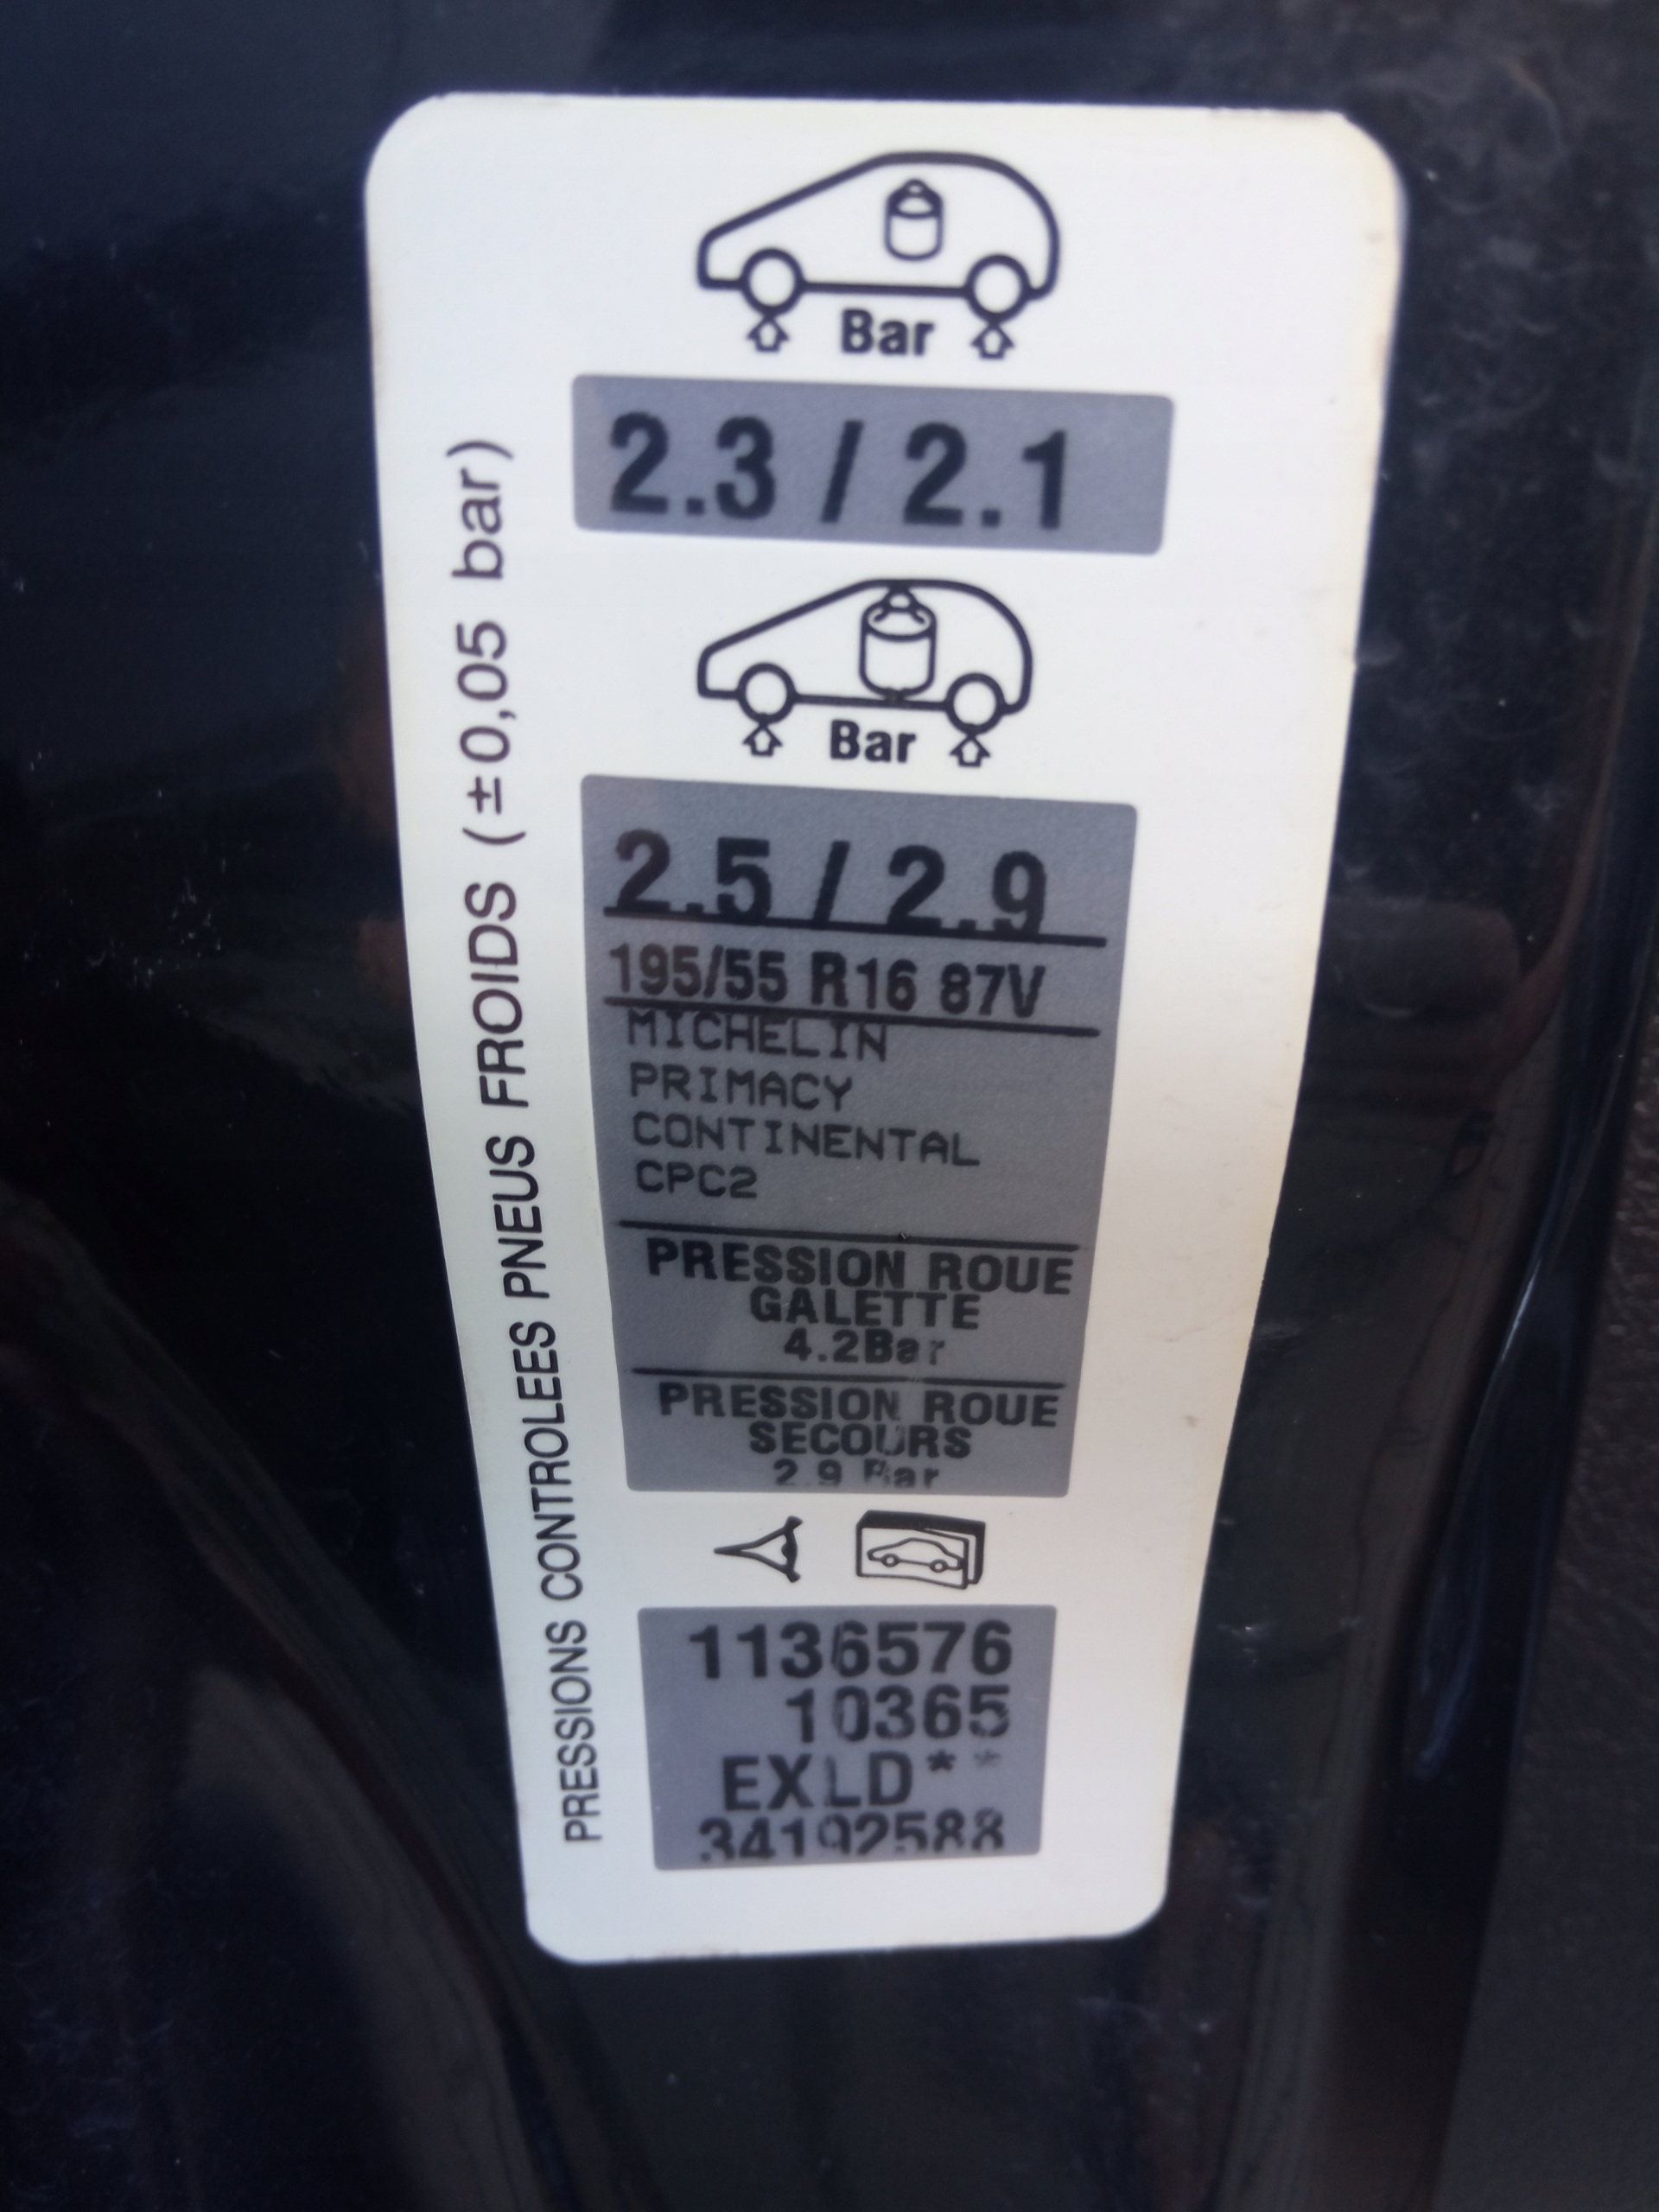 Bar
2.3 / 2.1
Bar
2.5 / 2.9
195/55 R16 87V
MICHELIN
PRIMACY
CONTINENTAL
CPC2
PRESSION ROUE
GALETTE
4.2Bar
PRESSION ROUE
SECOURS
2.9 Bar
1136576
10365
EXLD**
34192588
PRESSIONS CONTROLEES PNEUS FROIDS (±0,05 bar)